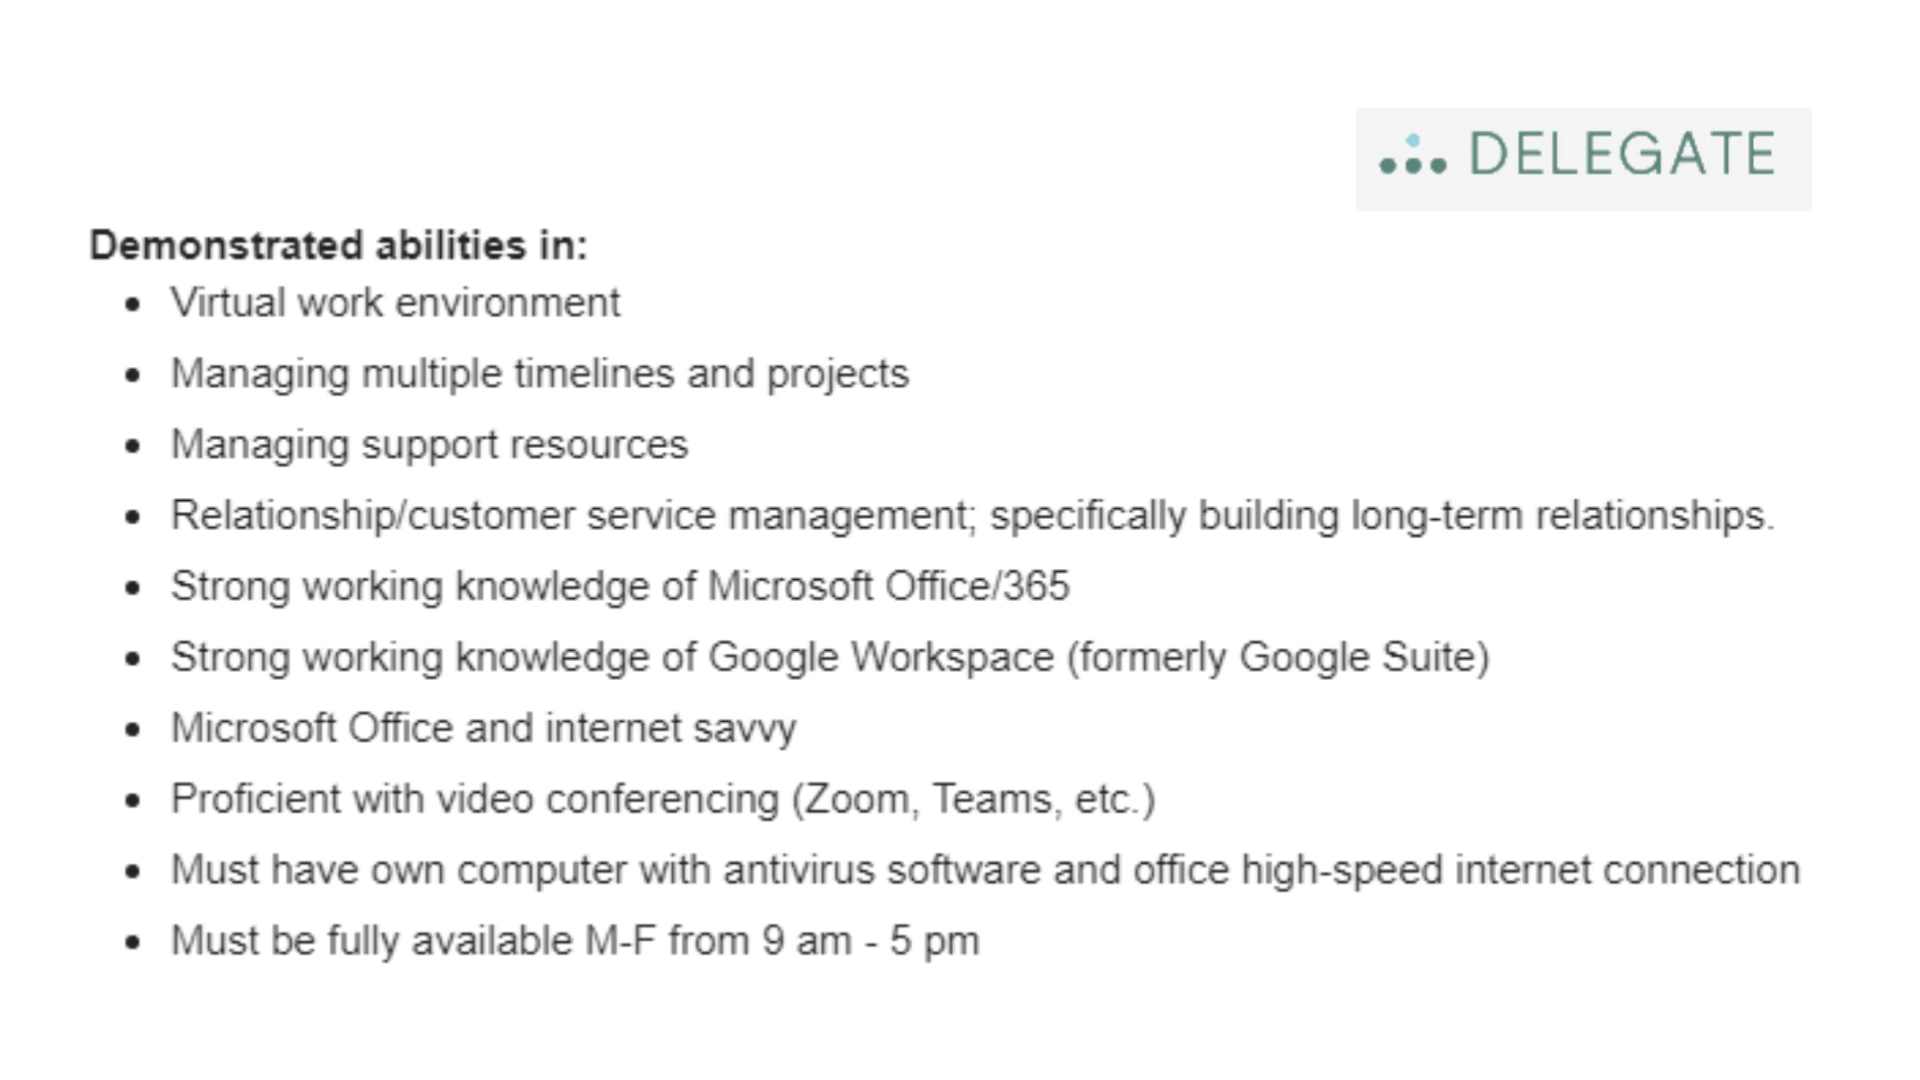 DELEGATE
Demonstrated abilities in:
• Virtual work environment
• Managing multiple timelines and projects
• Managing support resources
• Relationship/customer service management; specifically building long-term relationships.
• Strong working knowledge of Microsoft Office/365
• Strong working knowledge of Google Workspace (formerly Google Suite)
• Microsoft Office and internet savvy
• Proficient with video conferencing (Zoom, Teams, etc.)
• Must have own computer with antivirus software and office high-speed internet connection
• Must be fully available M-F from 9 am - 5 pm